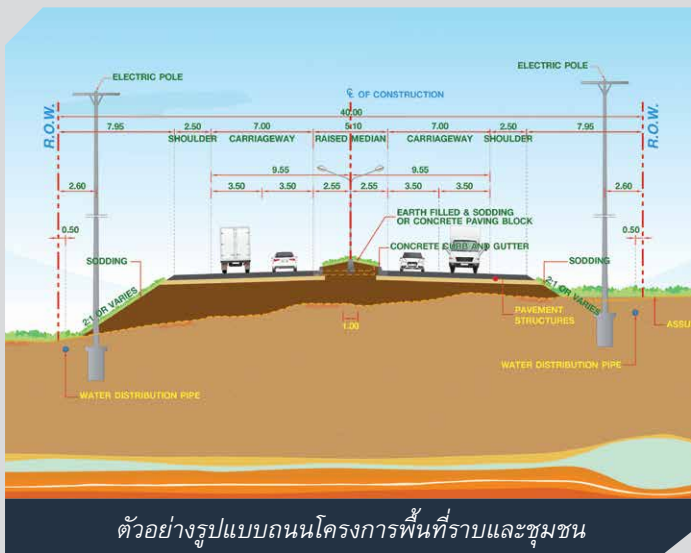 ELECTRIC POLE
ELECTRIC POLE
℄ OF CONSTRUCTION
R.O.W.
R.O.W.
40.00
7.95 2.50 7.00 5.10 7.00 2.50 7.95
SHOULDER CARRIAGEWAY RAISED MEDIAN CARRIAGEWAY SHOULDER
9.55 9.55
2.60 3.50 3.50 2.55 2.55 3.50 3.50 2.60
0.50 0.50
EARTH FILLED & SODDING
OR CONCRETE PAVING BLOCK
CONCRETE CURB AND GUTTER
SODDING
SODDING
2:1 OR VARIES
2:1 OR VARIES
PAVEMENT
STRUCTURES
1.00
ASSU
WATER DISTRIBUTION PIPE
WATER DISTRIBUTION PIPE
ตัวอย่างรูปแบบถนนโครงการพื้นที่ราบและชุมชน